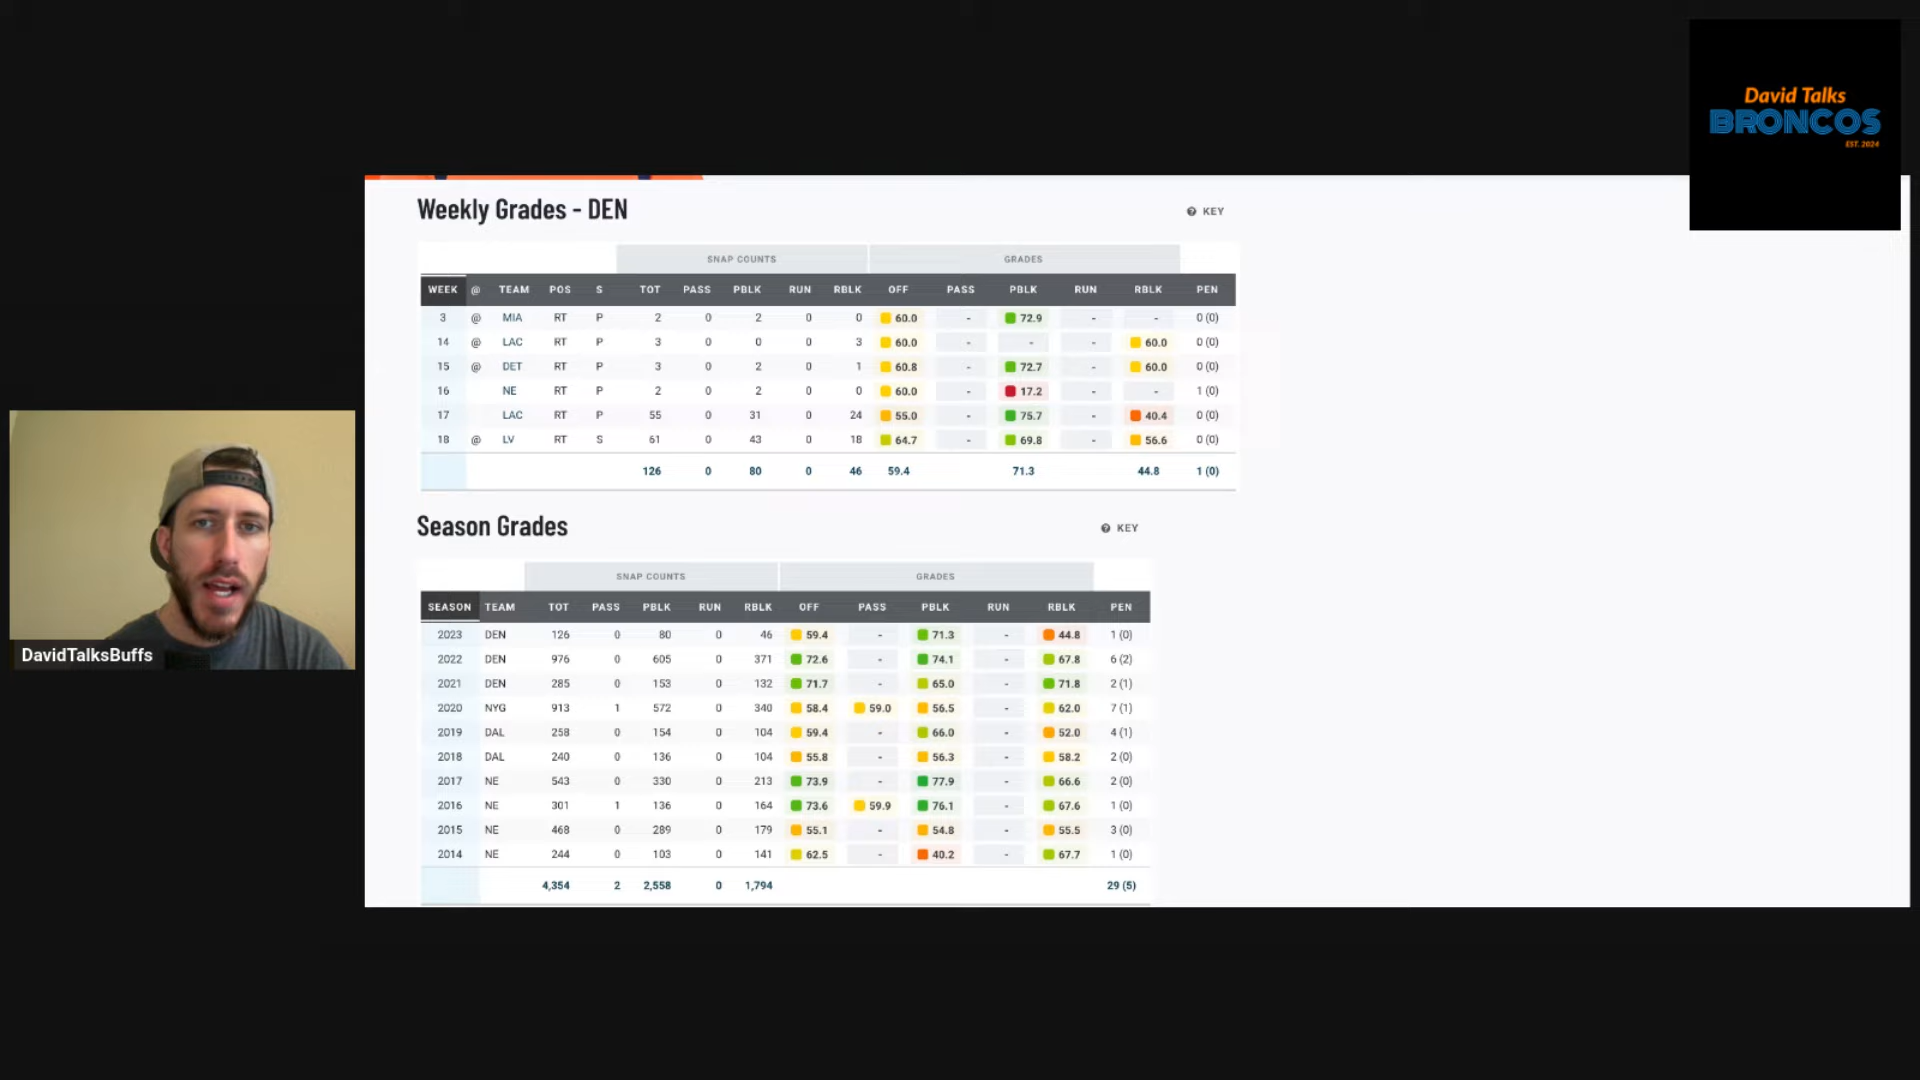 David Talks
BRONCOS
EST. 2024
Weekly Grades - DEN
KEY
SNAP COUNTS GRADES
WEEK @ TEAM POS S TOT PASS PBLK RUN RBLK OFF PASS PBLK RUN RBLK PEN
3 @ MIA RT P 2 0 2 0 0 60.0 - 72.9 - - 0 (0)
14 @ LAC RT P 3 0 0 0 3 60.0 - - - 60.0 0 (0)
15 @ DET RT P 3 0 2 0 1 60.8 - 72.7 - 60.0 0 (0)
16 NE RT P 2 0 2 0 0 60.0 - 17.2 - - 1 (0)
17 LAC RT P 55 0 31 0 24 55.0 - 75.7 - 40.4 0 (0)
18 @ LV RT S 61 0 43 0 18 64.7 - 69.8 - 56.6 0 (0)
126 0 80 0 46 59.4 71.3 44.8 1 (0)
Season Grades
KEY
SNAP COUNTS GRADES
SEASON TEAM TOT PASS PBLK RUN RBLK OFF PASS PBLK RUN RBLK PEN
2023 DEN 126 0 80 0 46 59.4 - 71.3 - 44.8 1 (0)
2022 DEN 976 0 605 0 371 72.6 - 74.1 - 67.8 6 (2)
2021 DEN 285 0 153 0 132 71.7 - 65.0 - 71.8 2 (1)
2020 NYG 913 1 572 0 340 58.4 59.0 56.5 - 62.0 7 (1)
2019 DAL 258 0 154 0 104 59.4 - 66.0 - 52.0 4 (1)
2018 DAL 240 0 136 0 104 55.8 - 56.3 - 58.2 2 (0)
2017 NE 543 0 330 0 213 73.9 - 77.9 - 66.6 2 (0)
2016 NE 301 1 136 0 164 73.6 59.9 76.1 - 67.6 1 (0)
2015 NE 468 0 289 0 179 55.1 - 54.8 - 55.5 3 (0)
2014 NE 244 0 103 0 141 62.5 - 40.2 - 67.7 1 (0)
4,354 2 2,558 0 1,794 29 (5)
DavidTalksBuffs